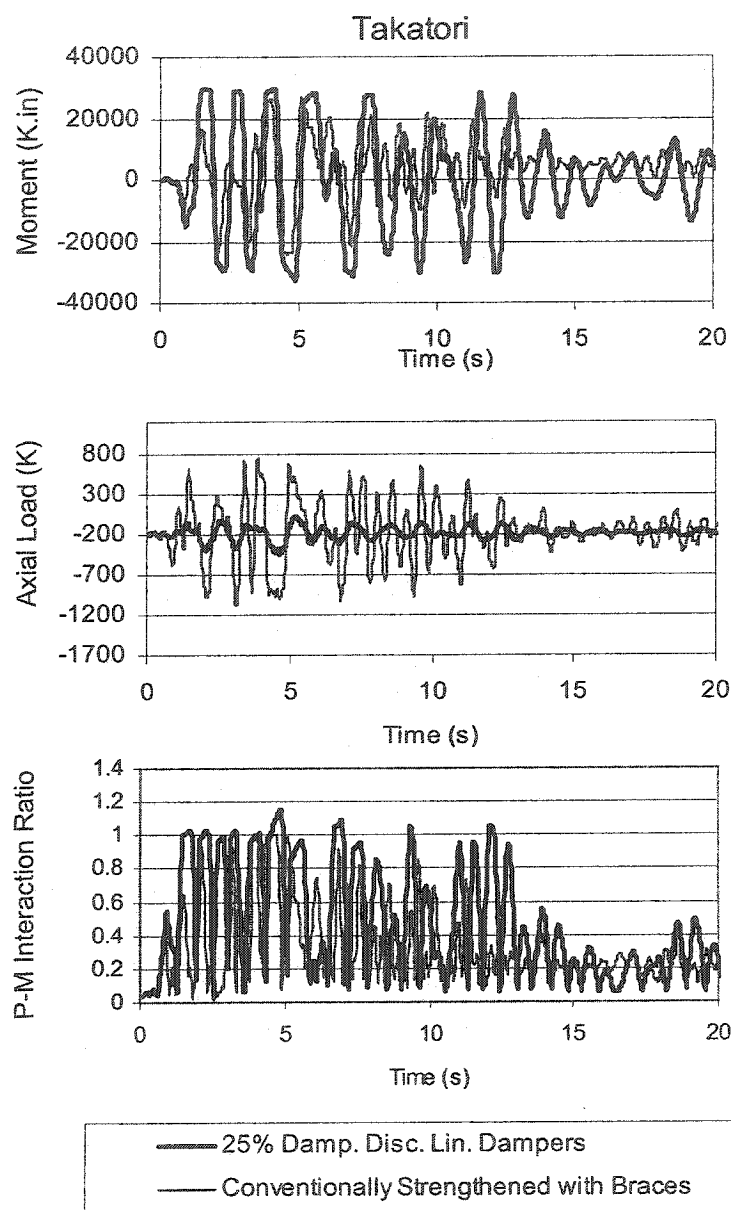 Takatori
Moment (K.in)
40000
20000
0
-20000
-40000
0 5 10 15 20
Time (s)
Axial Load (K)
800
300
-200
-700
-1200
-1700
0 5 10 15 20
Time (s)
P-M Interaction Ratio
1.4
1.2
1
0.8
0.6
0.4
0.2
0
0 5 10 15 20
Time (s)
25% Damp. Disc. Lin. Dampers
Conventionally Strengthened with Braces